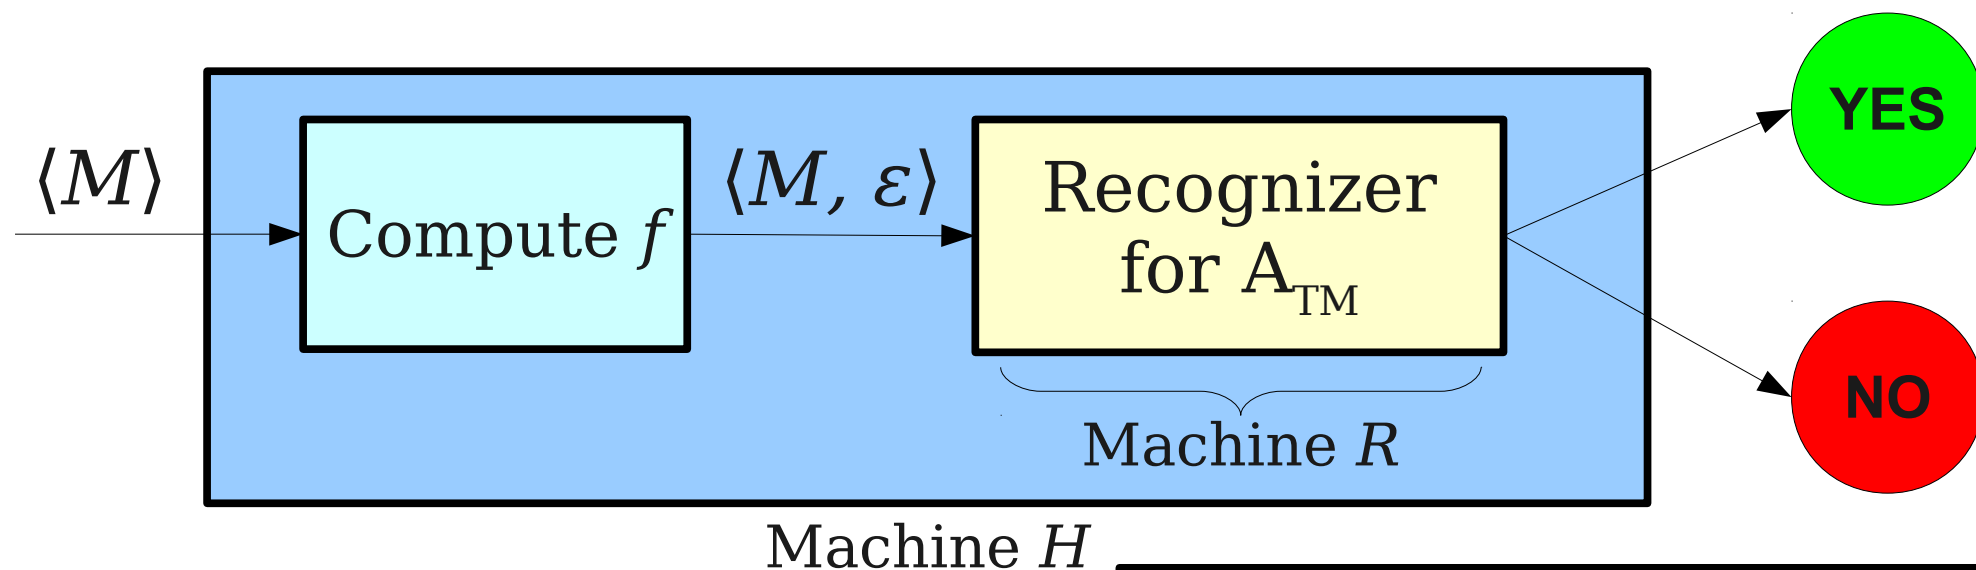 ⟨M⟩
Compute f
⟨M, ε⟩
Recognizer
for A_TM
Machine R
YES
NO
Machine H